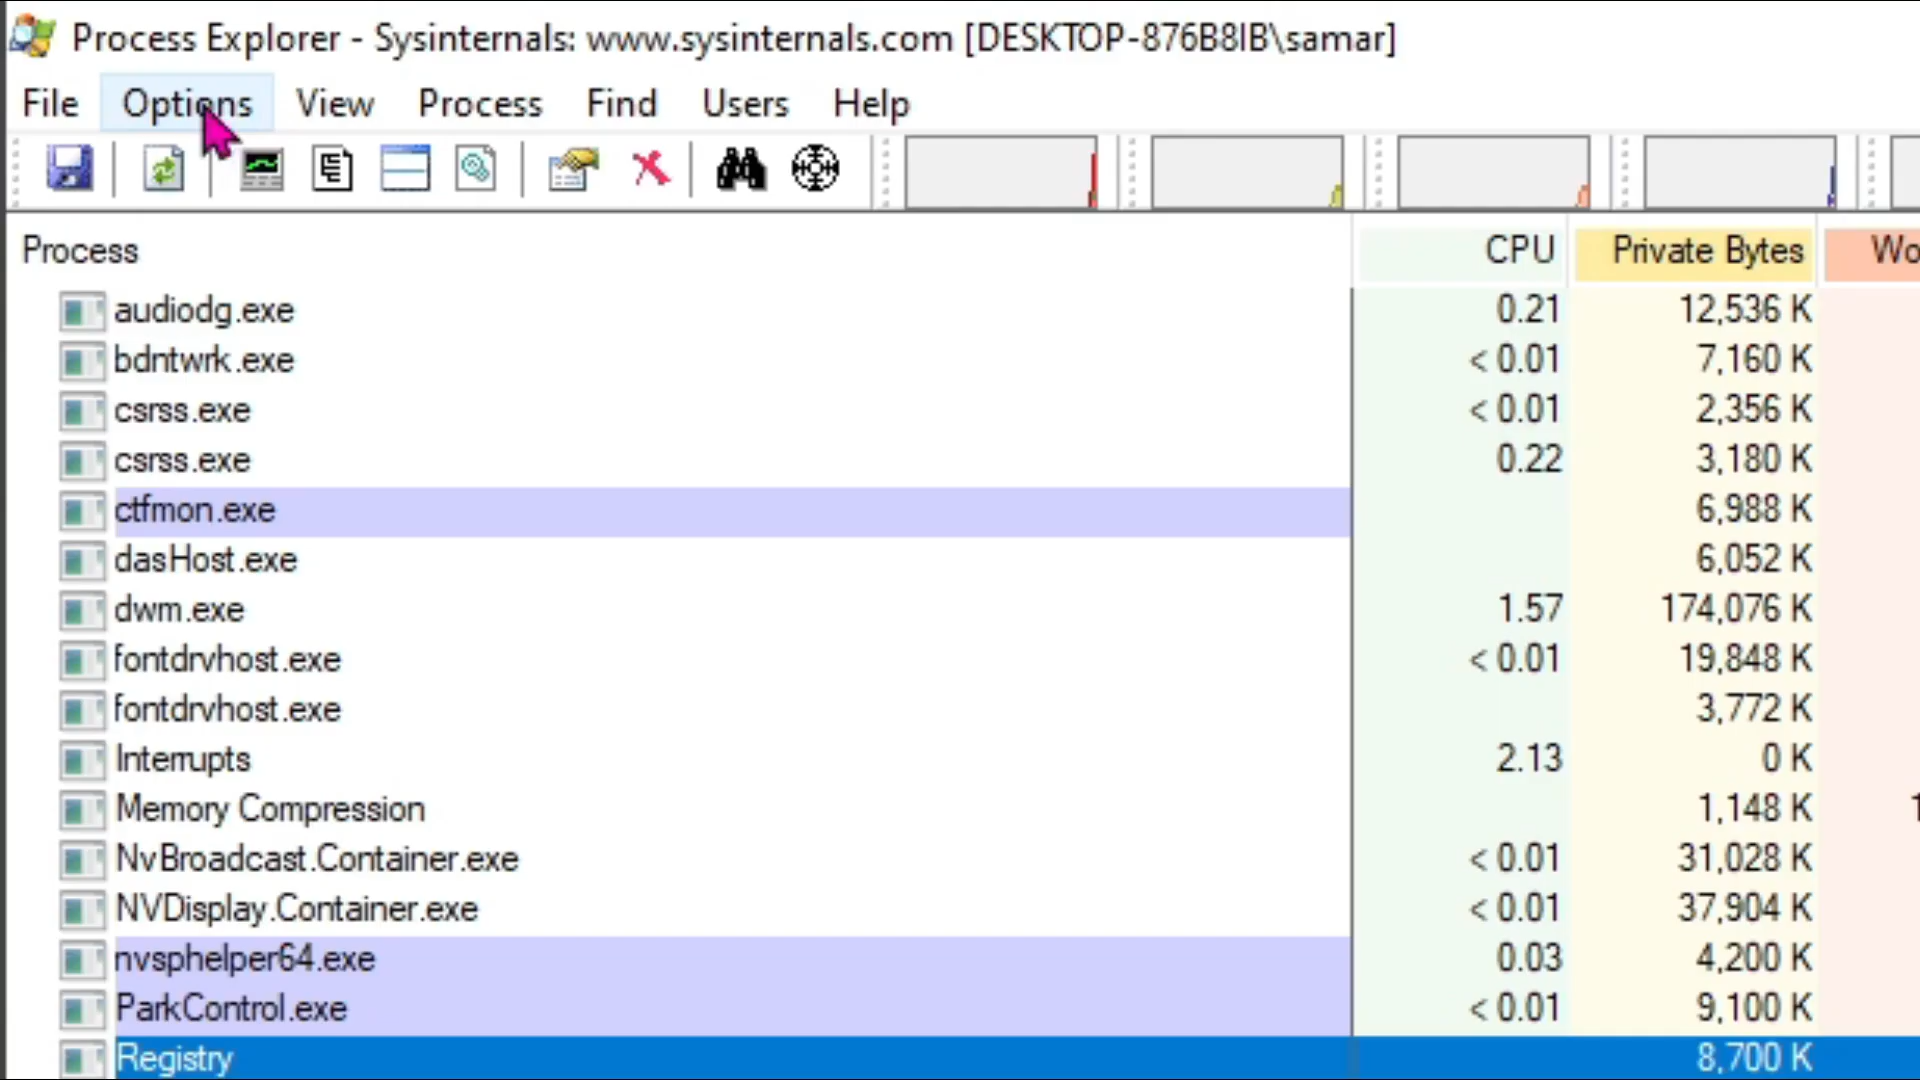 Process Explorer - Sysinternals: www.sysinternals.com [DESKTOP-876B8IB\samar]
File Options View Process Find Users Help
Process CPU Private Bytes Wo
audiodg.exe 0.21 12,536 K
bdntwrk.exe < 0.01 7,160 K
csrss.exe < 0.01 2,356 K
csrss.exe 0.22 3,180 K
ctfmon.exe 6,988 K
dasHost.exe 6,052 K
dwm.exe 1.57 174,076 K
fontdrvhost.exe < 0.01 19,848 K
fontdrvhost.exe 3,772 K
Interrupts 2.13 0 K
Memory Compression 1,148 K 1
NvBroadcast.Container.exe < 0.01 31,028 K
NVDisplay.Container.exe < 0.01 37,904 K
nvsphelper64.exe 0.03 4,200 K
ParkControl.exe < 0.01 9,100 K
Registry 8,700 K